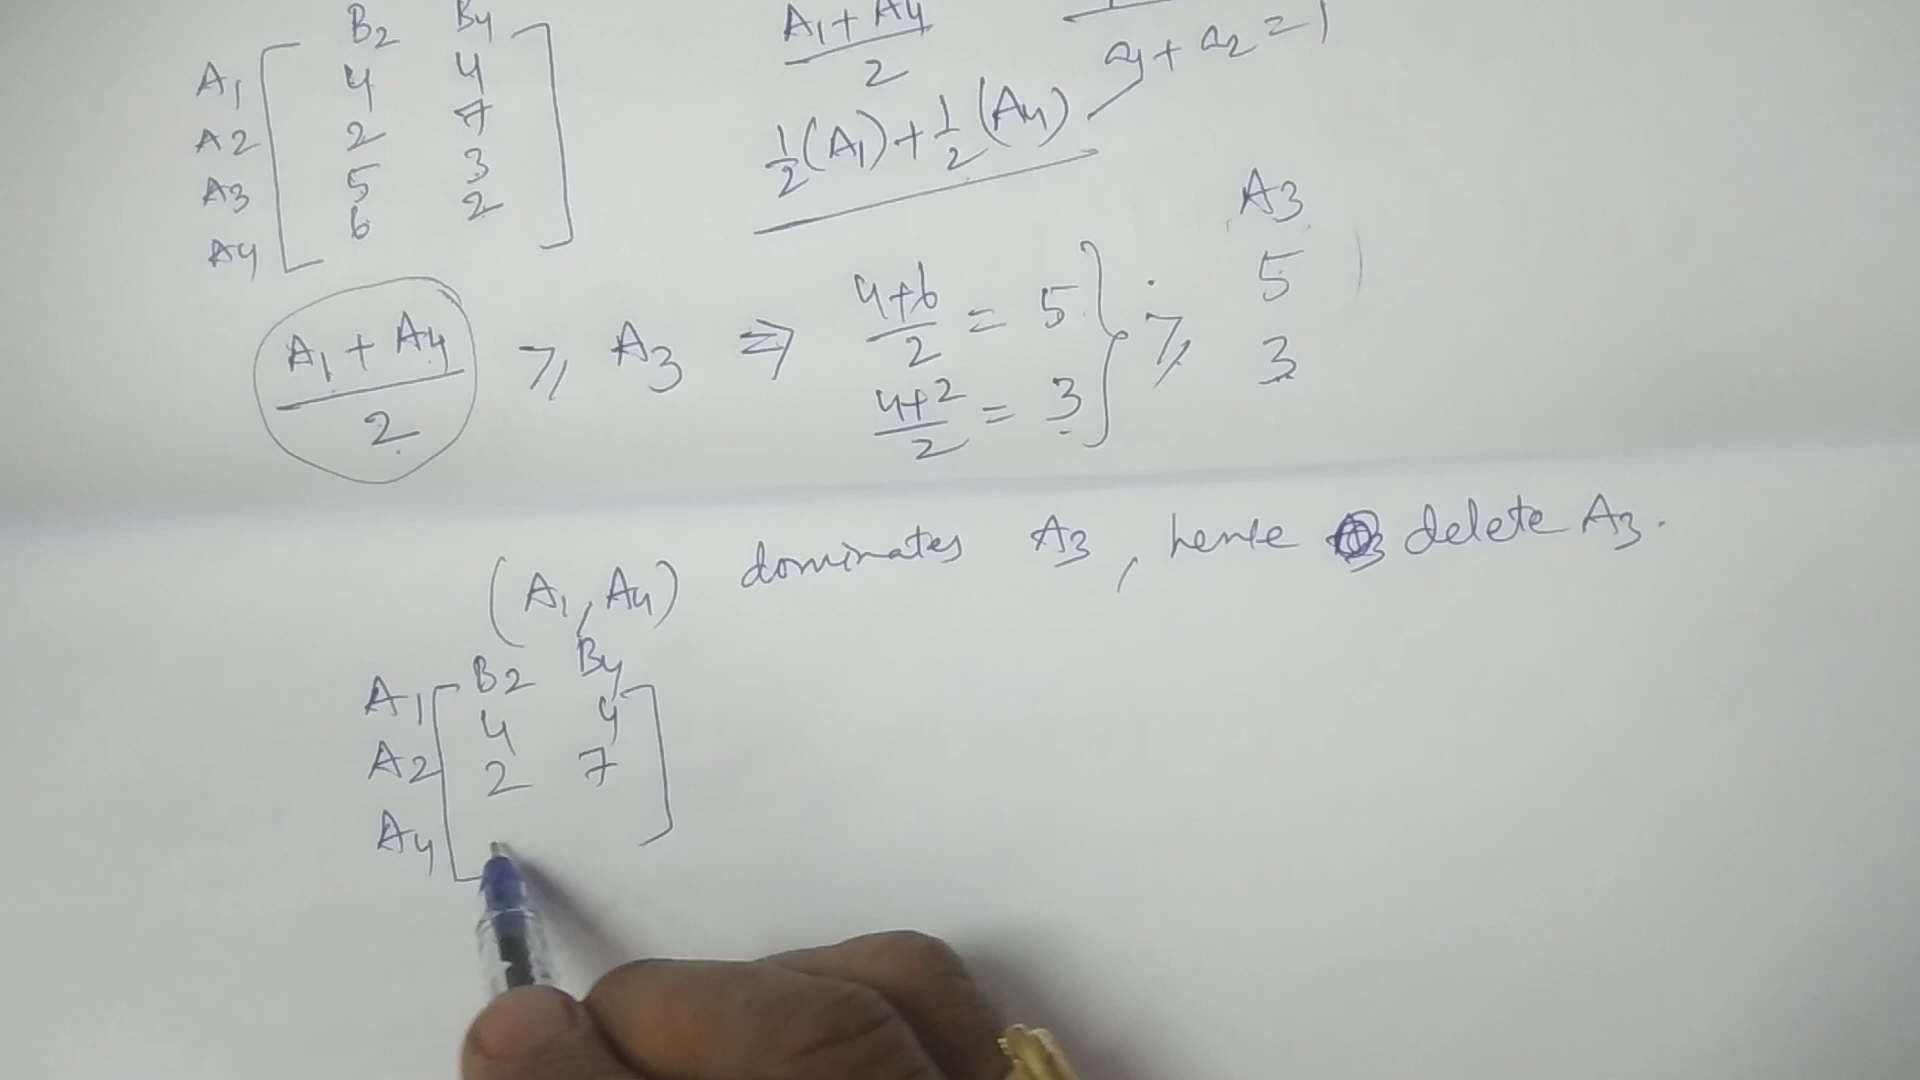 B2 B4
A1 4 4
A2 2 7
A3 5 3
A4 6 2
A1 + A4 / 2
1/2 (A1) + 1/2 (A4)
a1 + a2 = 1
(A1 + A4) / 2 ≥ A3 ⇒ (4+6)/2 = 5 } ≥ A3 5
(4+2)/2 = 3 3
(A1, A4) dominates A3, hence delete A3.
B2 B4
A1 4 4
A2 2 7
A4